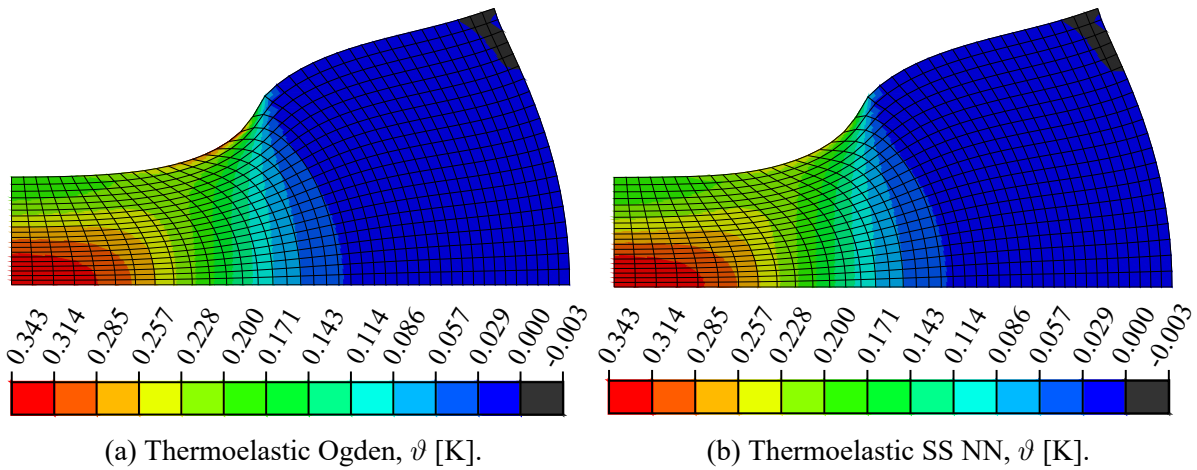 0.343 0.314 0.285 0.257 0.228 0.200 0.171 0.143 0.114 0.086 0.057 0.029 0.000 -0.003
0.343 0.314 0.285 0.257 0.228 0.200 0.171 0.143 0.114 0.086 0.057 0.029 0.000 -0.003
(a) Thermoelastic Ogden, ϑ [K].
(b) Thermoelastic SS NN, ϑ [K].